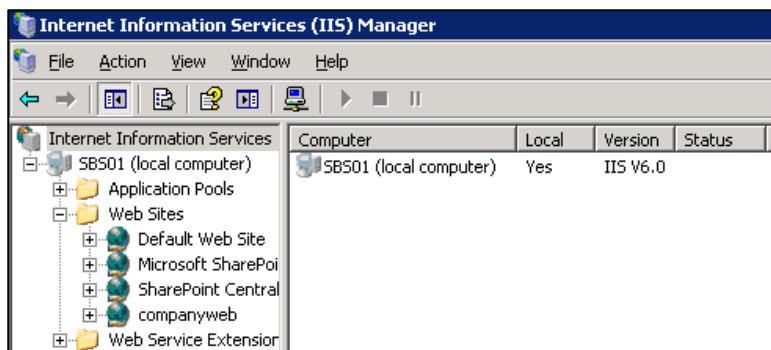 Internet Information Services (IIS) Manager
File Action View Window Help
Internet Information Services
Computer Local Version Status
SBS01 (local computer)
SBS01 (local computer) Yes IIS V6.0
Application Pools
Web Sites
Default Web Site
Microsoft SharePoi
SharePoint Central
companyweb
Web Service Extension